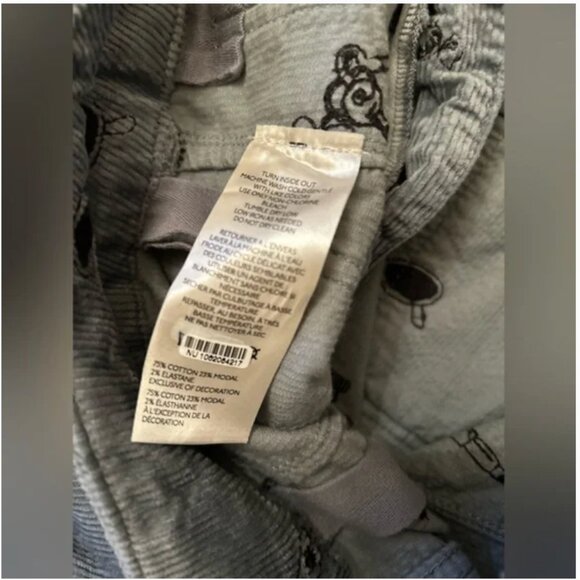 TURN INSIDE OUT
MACHINE WASH COLD GENTLE
WITH LIKE COLORS
USE ONLY NON-CHLORINE
BLEACH
TUMBLE DRY LOW
LOW IRON AS NEEDED
DO NOT DRY CLEAN
RETOURNER À L'ENVERS
LAVER À LA MACHINE À L'EAU
FROIDE AU CYCLE DÉLICAT AVEC
DES COULEURS SEMBLABLES
UTILISER UN AGENT DE
BLANCHIMENT SANS CHLORE SI
NÉCESSAIRE
SÉCHER PAR CULBUTAGE À BASSE
TEMPÉRATURE
REPASSER, AU BESOIN, À TRÈS
BASSE TEMPÉRATURE
NE PAS NETTOYER À SEC
NU 1082084217
75% COTTON 23% MODAL
2% ELASTANE
EXCLUSIVE OF DECORATION
75% COTON 23% MODAL
2% ÉLASTHANNE
À L'EXCEPTION DE LA
DÉCORATION